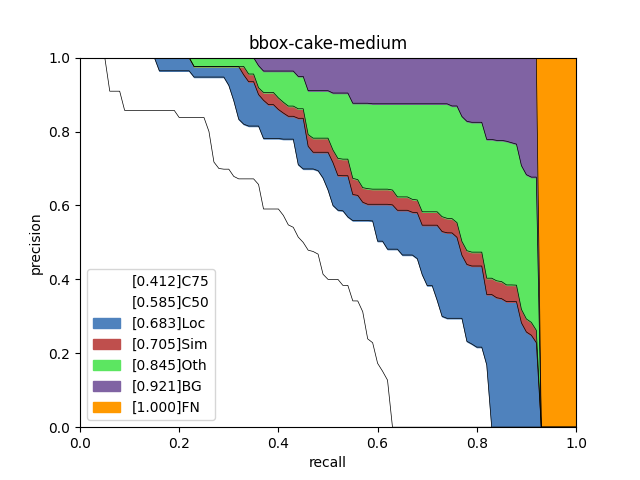 bbox-cake-medium
precision
1.0
0.8
0.6
0.4
0.2
0.0
[0.412]C75
[0.585]C50
[0.683]Loc
[0.705]Sim
[0.845]Oth
[0.921]BG
[1.000]FN
0.0 0.2 0.4 0.6 0.8 1.0
recall